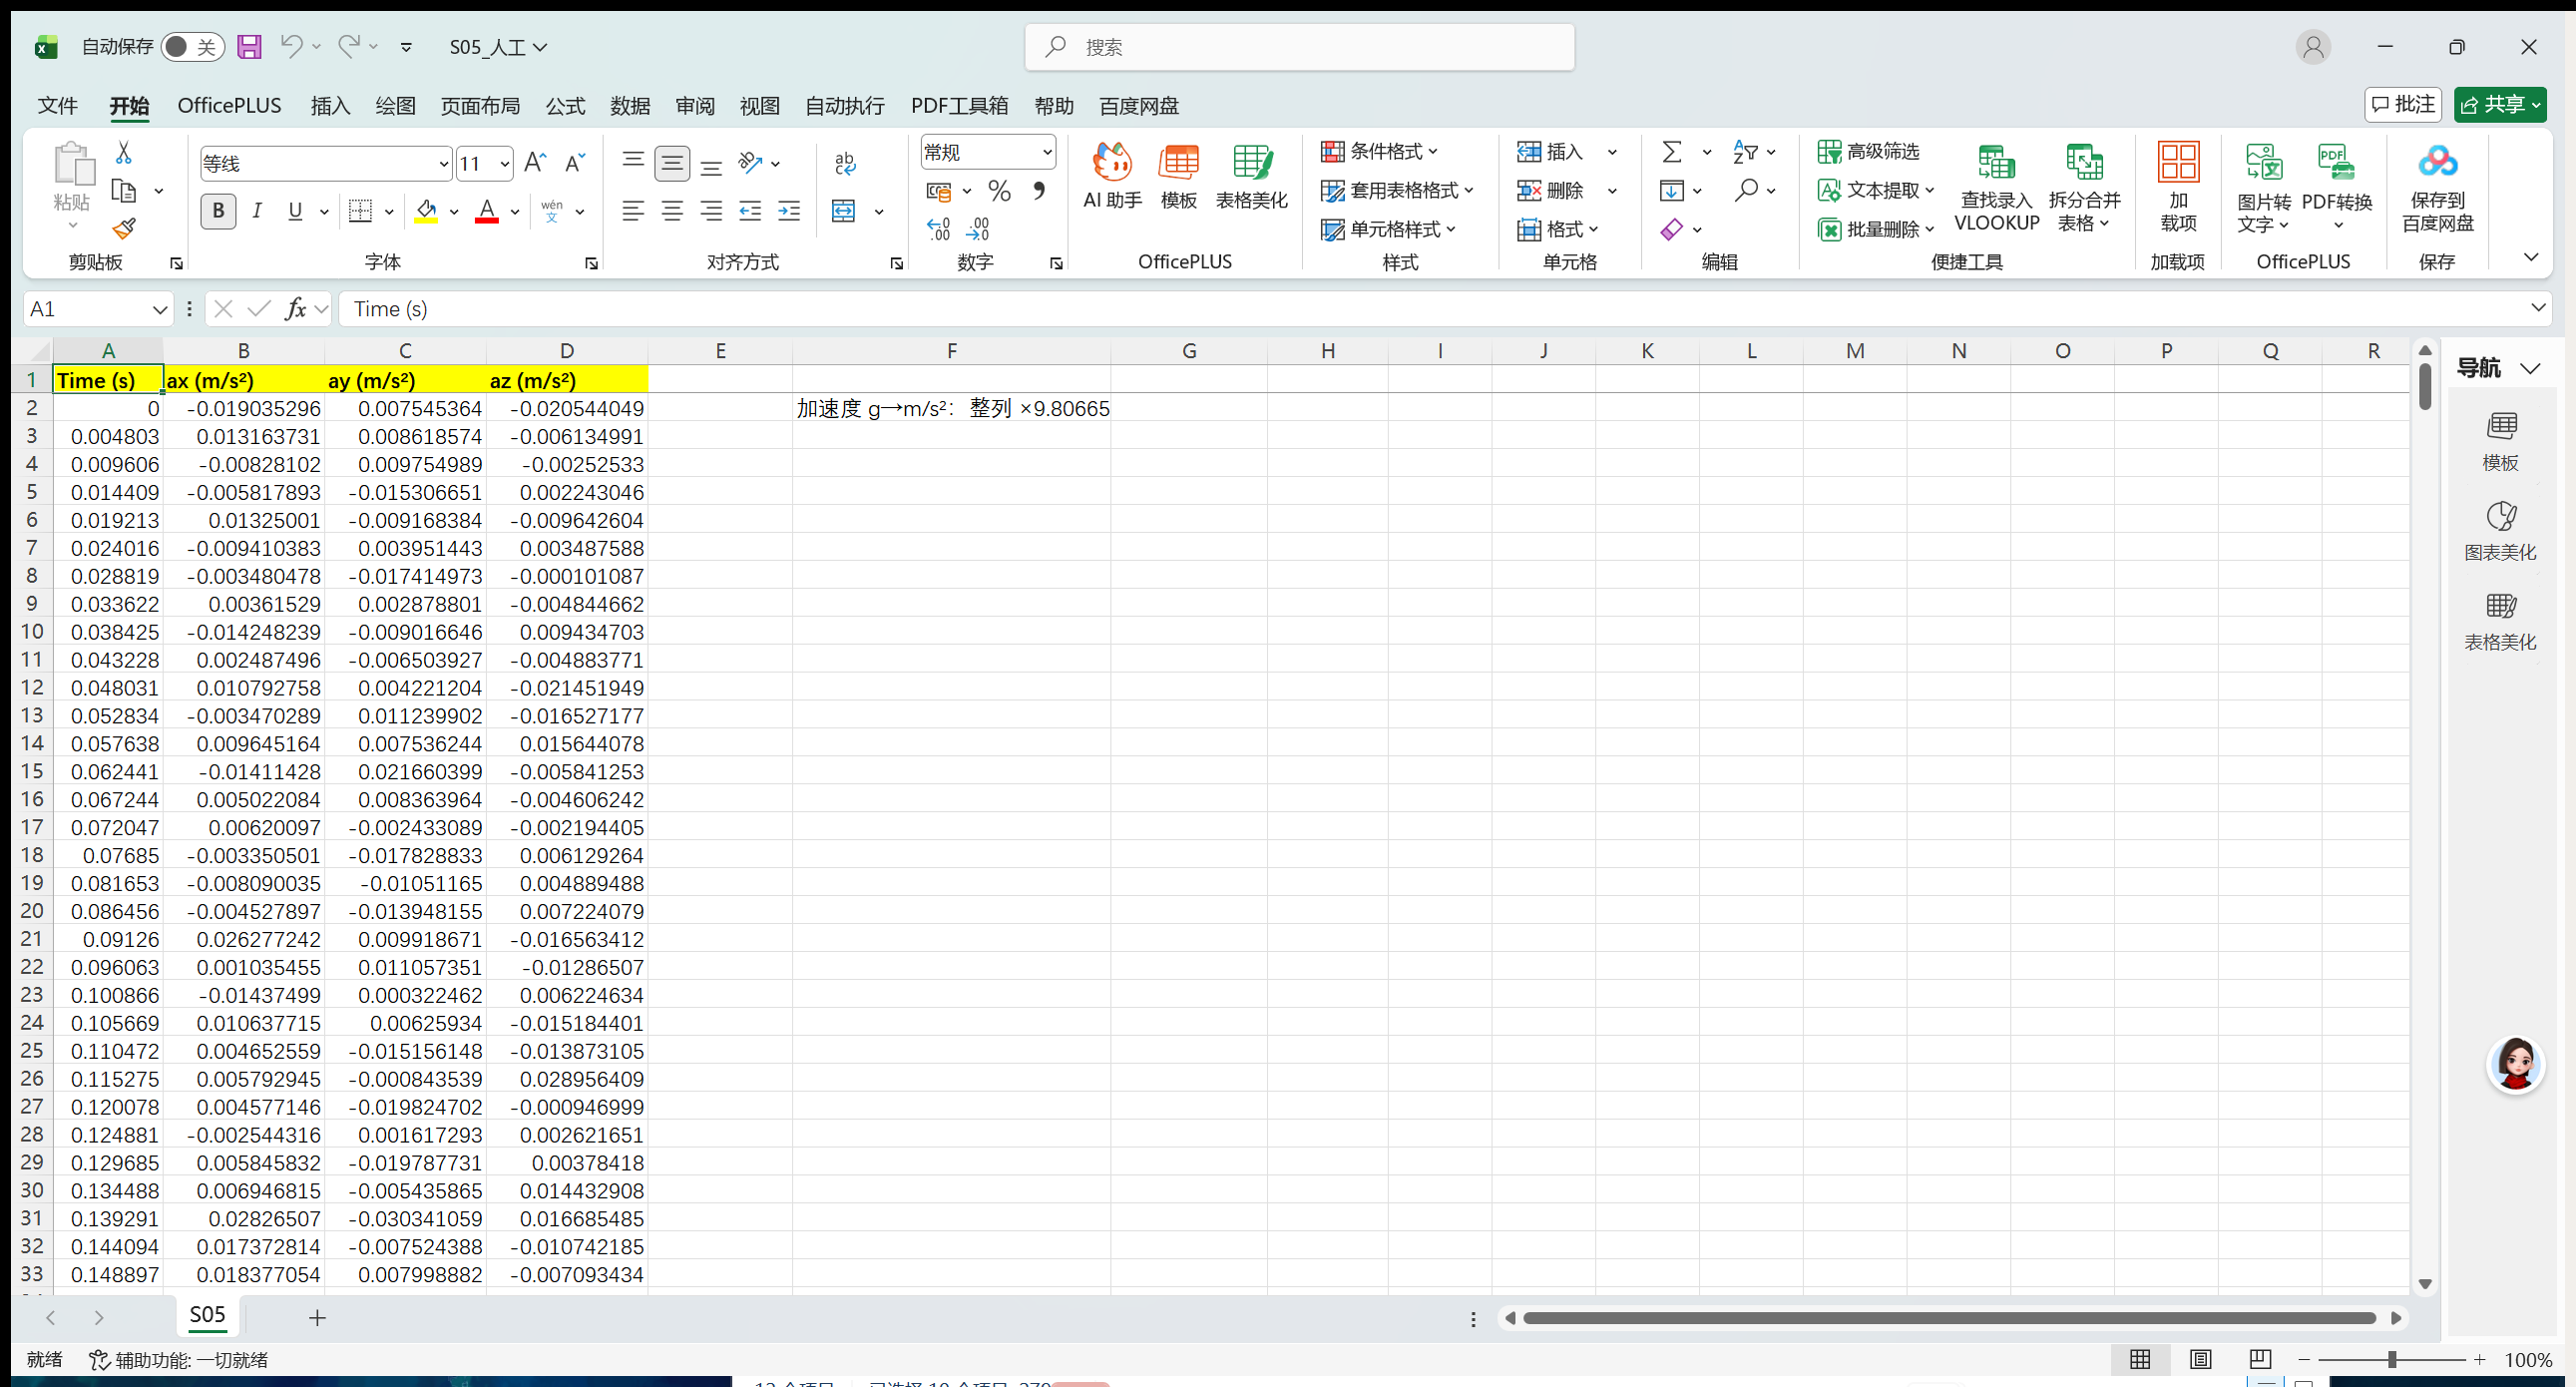 自动保存 关 S05_人工 搜索
文件 开始 OfficePLUS 插入 绘图 页面布局 公式 数据 审阅 视图 自动执行 PDF工具箱 帮助 百度网盘 批注 共享
粘贴 等线 11 常规 AI 助手 模板 表格美化 条件格式 套用表格格式 单元格样式 插入 删除 格式 高级筛选 文本提取 批量删除 查找录入 VLOOKUP 拆分合并 表格 加 载项 图片转 文字 PDF转换 保存到 百度网盘
剪贴板 字体 对齐方式 数字 OfficePLUS 样式 单元格 编辑 便捷工具 加载项 OfficePLUS 保存
A1 fx Time (s)
A B C D E F G H I J K L M N O P Q R
1 Time (s) ax (m/s²) ay (m/s²) az (m/s²)
2 0 -0.019035296 0.007545364 -0.020544049 加速度 g→m/s²： 整列 ×9.80665
3 0.004803 0.013163731 0.008618574 -0.006134991
4 0.009606 -0.00828102 0.009754989 -0.00252533
5 0.014409 -0.005817893 -0.015306651 0.002243046
6 0.019213 0.01325001 -0.009168384 -0.009642604
7 0.024016 -0.009410383 0.003951443 0.003487588
8 0.028819 -0.003480478 -0.017414973 -0.000101087
9 0.033622 0.00361529 0.002878801 -0.004844662
10 0.038425 -0.014248239 -0.009016646 0.009434703
11 0.043228 0.002487496 -0.006503927 -0.004883771
12 0.048031 0.010792758 0.004221204 -0.021451949
13 0.052834 -0.003470289 0.011239902 -0.016527177
14 0.057638 0.009645164 0.007536244 0.015644078
15 0.062441 -0.01411428 0.021660399 -0.005841253
16 0.067244 0.005022084 0.008363964 -0.004606242
17 0.072047 0.00620097 -0.002433089 -0.002194405
18 0.07685 -0.003350501 -0.017828833 0.006129264
19 0.081653 -0.008090035 -0.01051165 0.004889488
20 0.086456 -0.004527897 -0.013948155 0.007224079
21 0.09126 0.026277242 0.009918671 -0.016563412
22 0.096063 0.001035455 0.011057351 -0.01286507
23 0.100866 -0.01437499 0.000322462 0.006224634
24 0.105669 0.010637715 0.00625934 -0.015184401
25 0.110472 0.004652559 -0.015156148 -0.013873105
26 0.115275 0.005792945 -0.000843539 0.028956409
27 0.120078 0.004577146 -0.019824702 -0.000946999
28 0.124881 -0.002544316 0.001617293 0.002621651
29 0.129685 0.005845832 -0.019787731 0.00378418
30 0.134488 0.006946815 -0.005435865 0.014432908
31 0.139291 0.02826507 -0.030341059 0.016685485
32 0.144094 0.017372814 -0.007524388 -0.010742185
33 0.148897 0.018377054 0.007998882 -0.007093434
导航
模板
图表美化
表格美化
S05
就绪 辅助功能: 一切就绪 100%